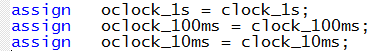 assign   oclock_1s = clock_1s;
assign   oclock_100ms = clock_100ms;
assign   oclock_10ms = clock_10ms;